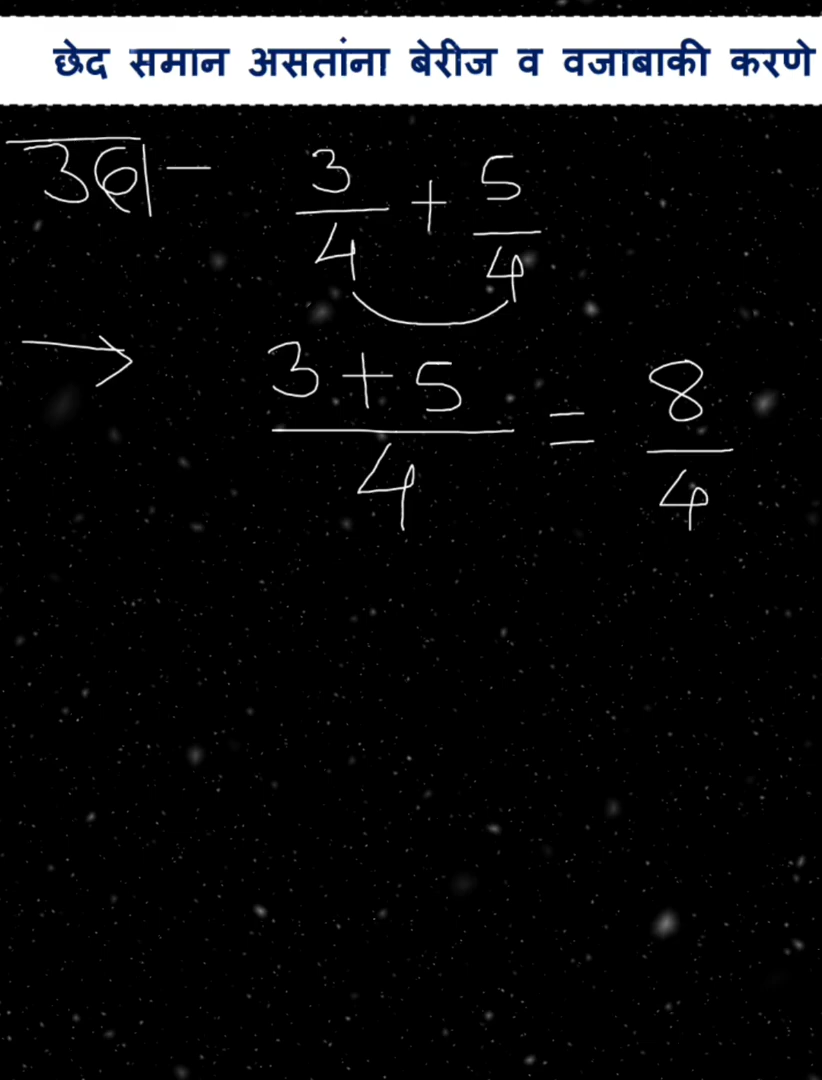 छेद समान असतांना बेरीज व वजाबाकी करणे
उदा - 3/4 + 5/4
→ 3+5/4 = 8/4